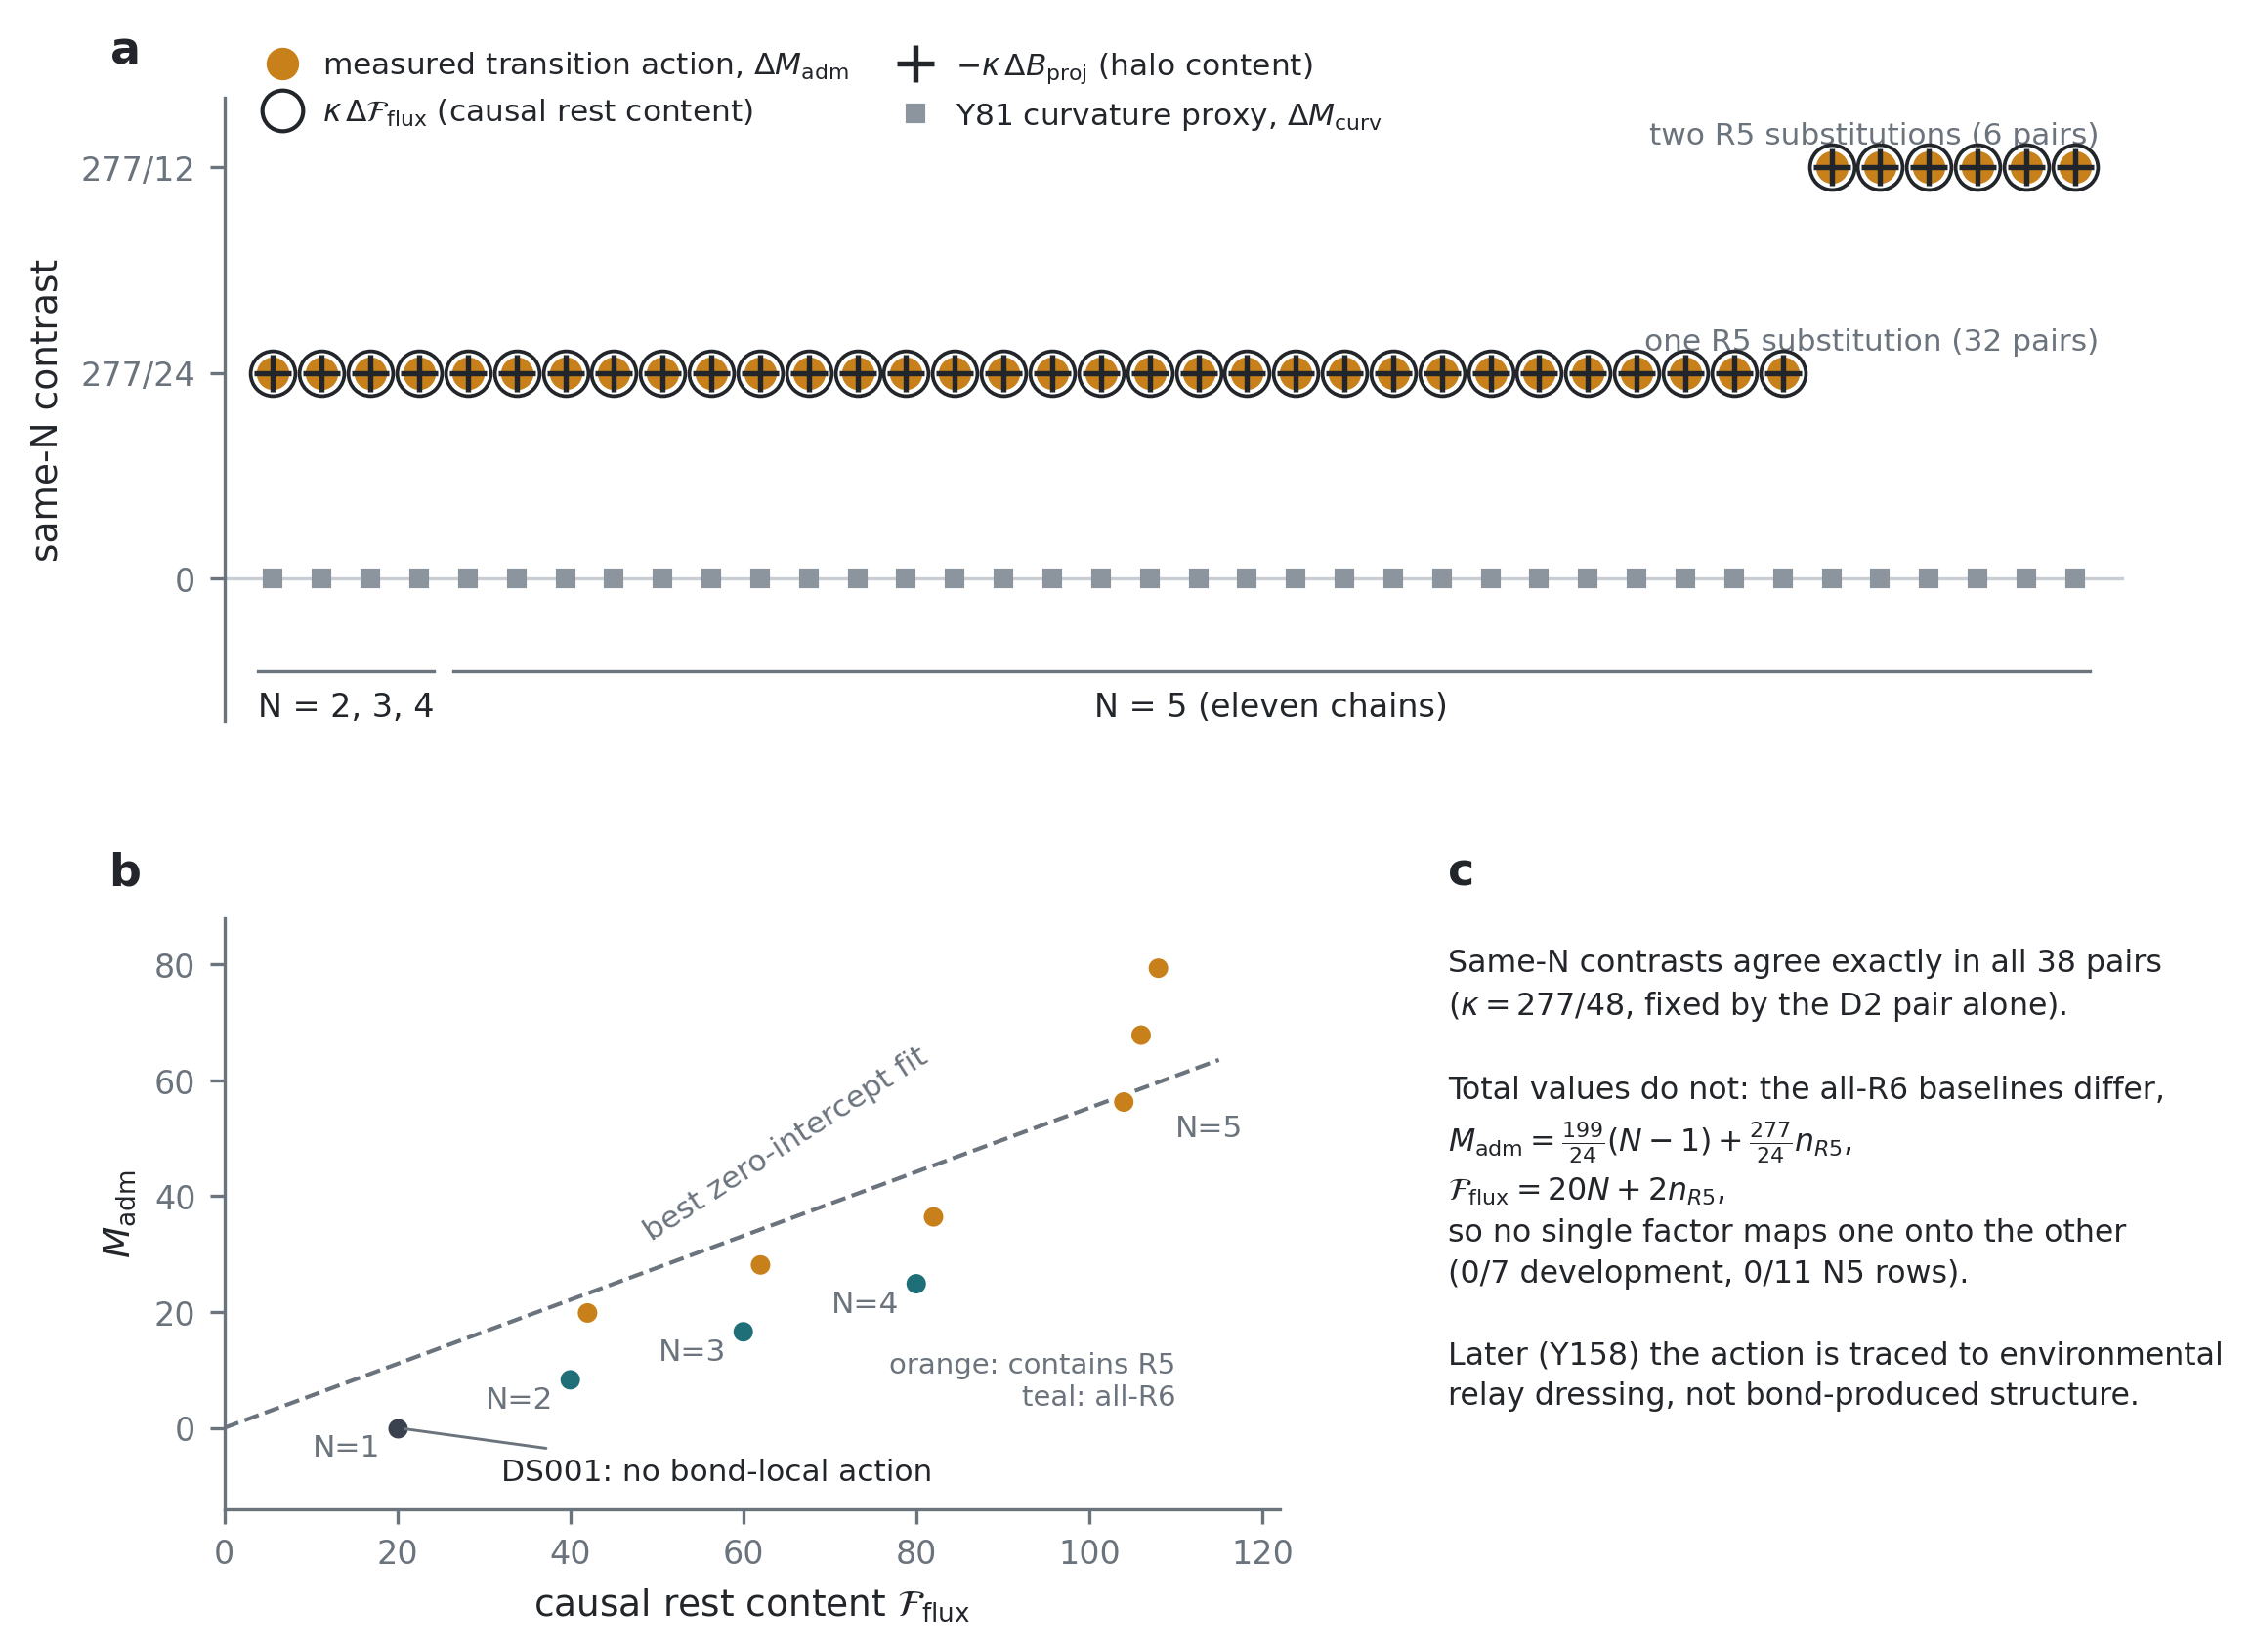 a
measured transition action, ΔM_adm
κ Δℱ_flux (causal rest content)
−κ ΔB_proj (halo content)
Y81 curvature proxy, ΔM_curv
two R5 substitutions (6 pairs)
277/12
one R5 substitution (32 pairs)
277/24
0
same-N contrast
N = 2, 3, 4
N = 5 (eleven chains)
b
80
60
40
20
0
M_adm
best zero-intercept fit
N=5
N=4
N=3
N=2
N=1
orange: contains R5
teal: all-R6
DS001: no bond-local action
0
20
40
60
80
100
120
causal rest content ℱ_flux
c
Same-N contrasts agree exactly in all 38 pairs
(κ = 277/48, fixed by the D2 pair alone).
Total values do not: the all-R6 baselines differ,
M_adm = 199/24 (N − 1) + 277/24 n_R5,
ℱ_flux = 20N + 2n_R5,
so no single factor maps one onto the other
(0/7 development, 0/11 N5 rows).
Later (Y158) the action is traced to environmental
relay dressing, not bond-produced structure.